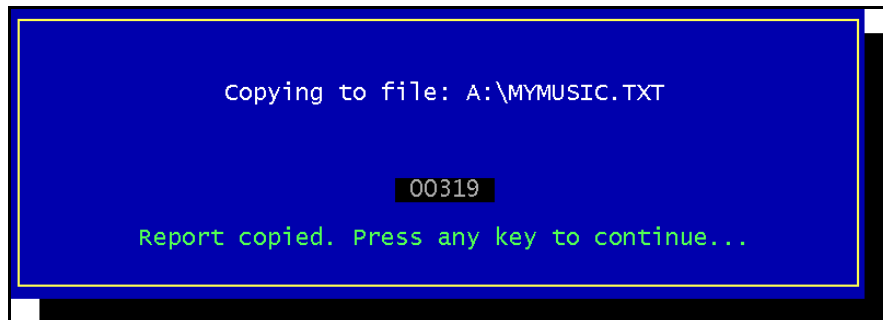 Copying to file: A:\MYMUSIC.TXT
00319
Report copied. Press any key to continue...